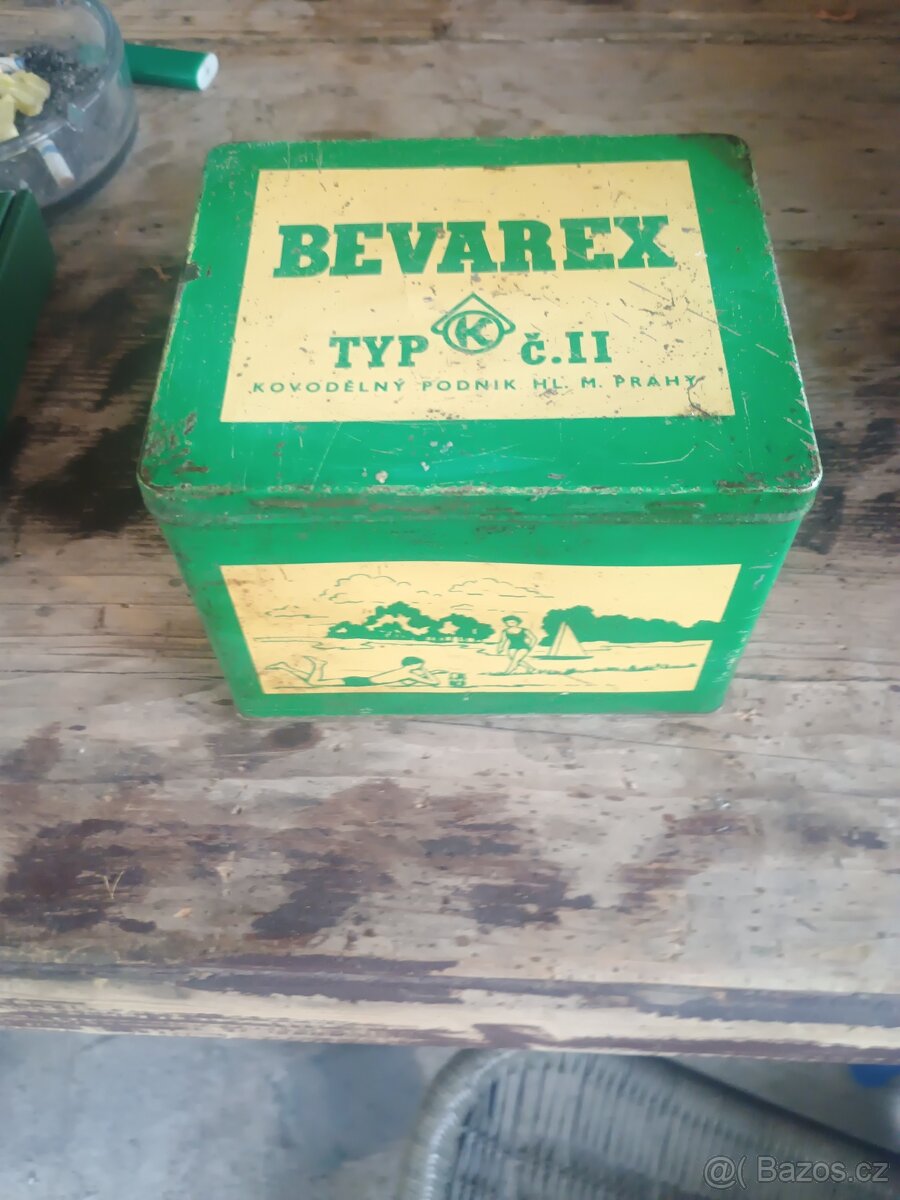 BEVAREX
TYP K č.II
KOVODĚLNÝ PODNIK HL. M. PRAHY
@( Bazos.cz